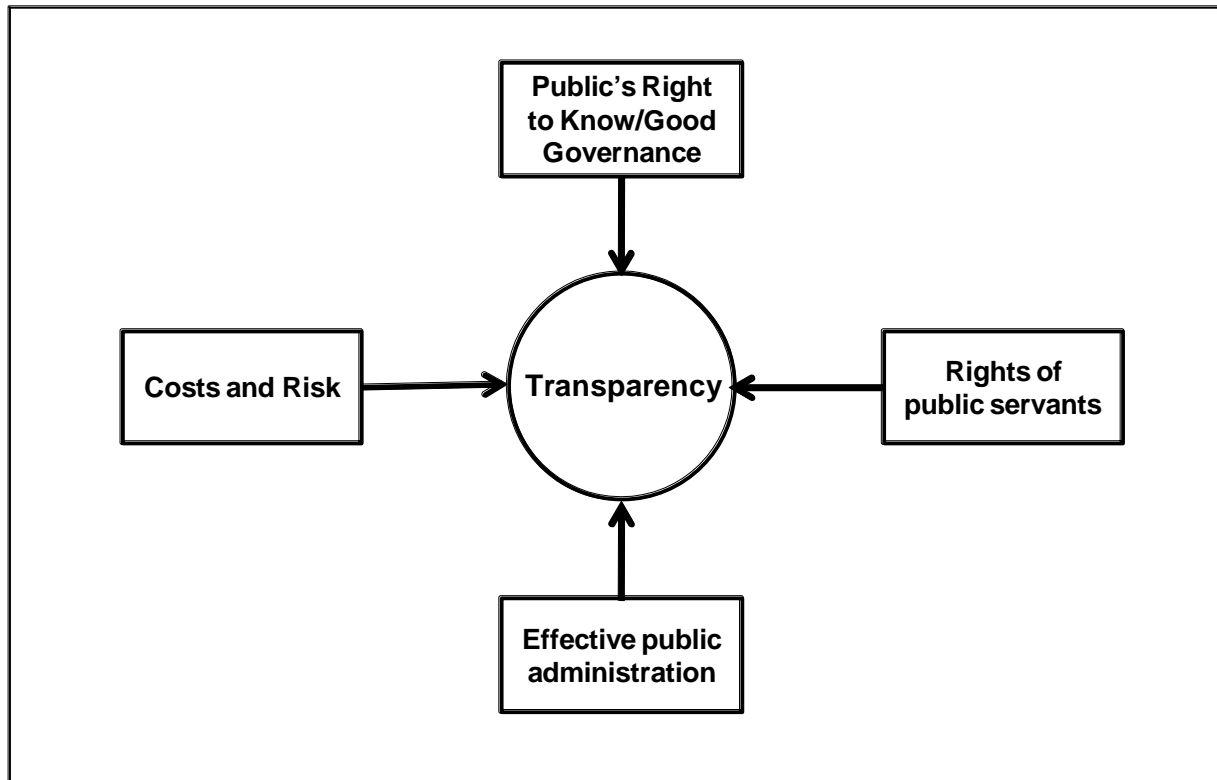 Public’s Right
to Know/Good
Governance
Costs and Risk
Transparency
Rights of
public servants
Effective public
administration